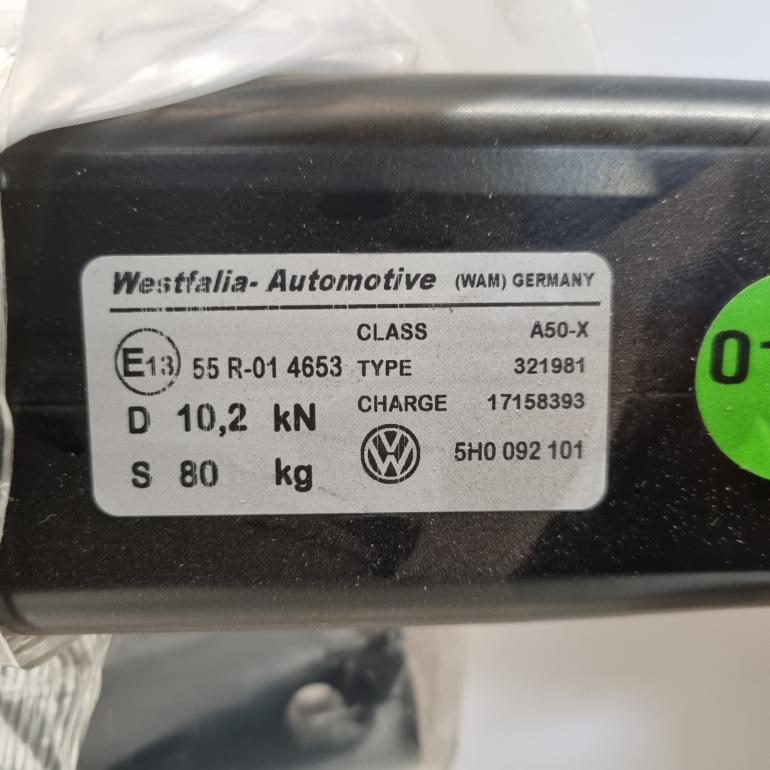 Westfalia- Automotive (WAM) GERMANY
E13 55 R-01 4653
CLASS A50-X
TYPE 321981
D 10,2 kN
CHARGE 17158393
S 80 kg
VW 5H0 092 101